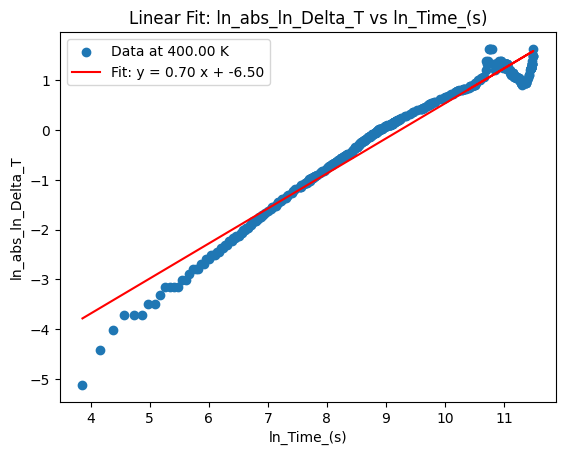 Linear Fit: ln_abs_ln_Delta_T vs ln_Time_(s)
Data at 400.00 K
Fit: y = 0.70 x + -6.50
ln_abs_ln_Delta_T
1
0
−1
−2
−3
−4
−5
4 5 6 7 8 9 10 11
ln_Time_(s)